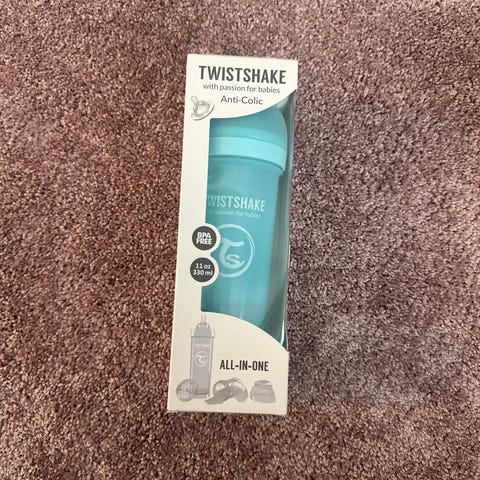 TWISTSHAKE
with passion for babies
Anti-Colic
TWISTSHAKE
with passion for babies
BPA
FREE
TS
11 oz
330 ml
ALL-IN-ONE